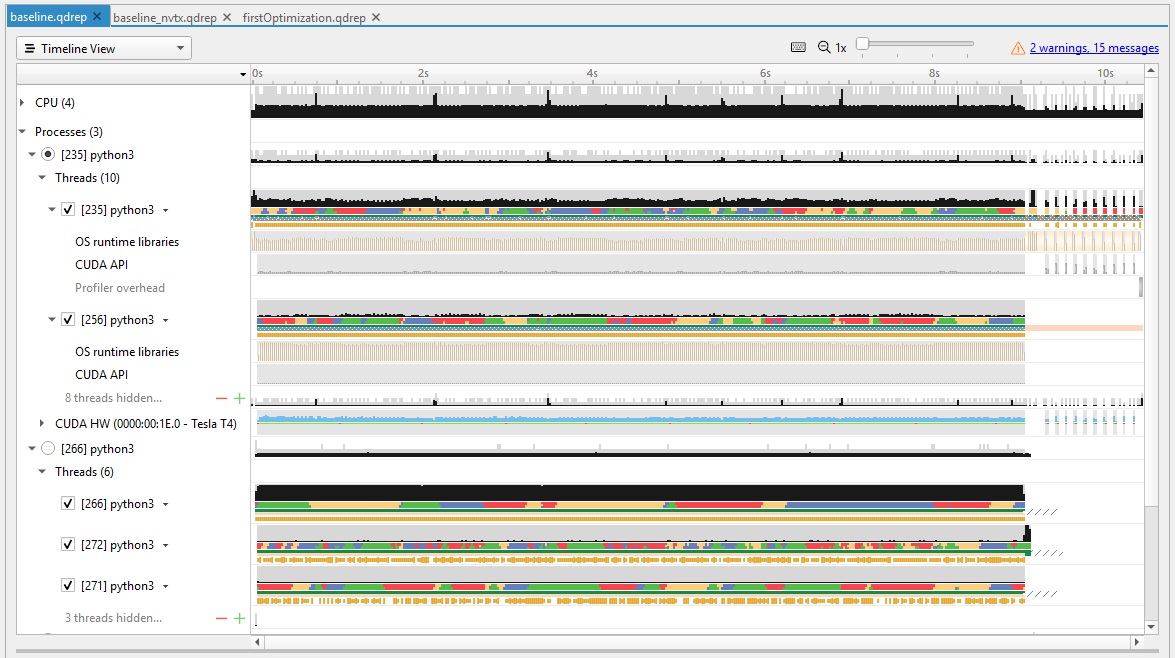 baseline.qdrep baseline_nvtx.qdrep firstOptimization.qdrep
Timeline View 1x 2 warnings, 15 messages
0s 2s 4s 6s 8s 10s
CPU (4)
Processes (3)
[235] python3
Threads (10)
[235] python3
OS runtime libraries
CUDA API
Profiler overhead
[256] python3
OS runtime libraries
CUDA API
8 threads hidden...
CUDA HW (0000:00:1E.0 - Tesla T4)
[266] python3
Threads (6)
[266] python3
[272] python3
[271] python3
3 threads hidden...